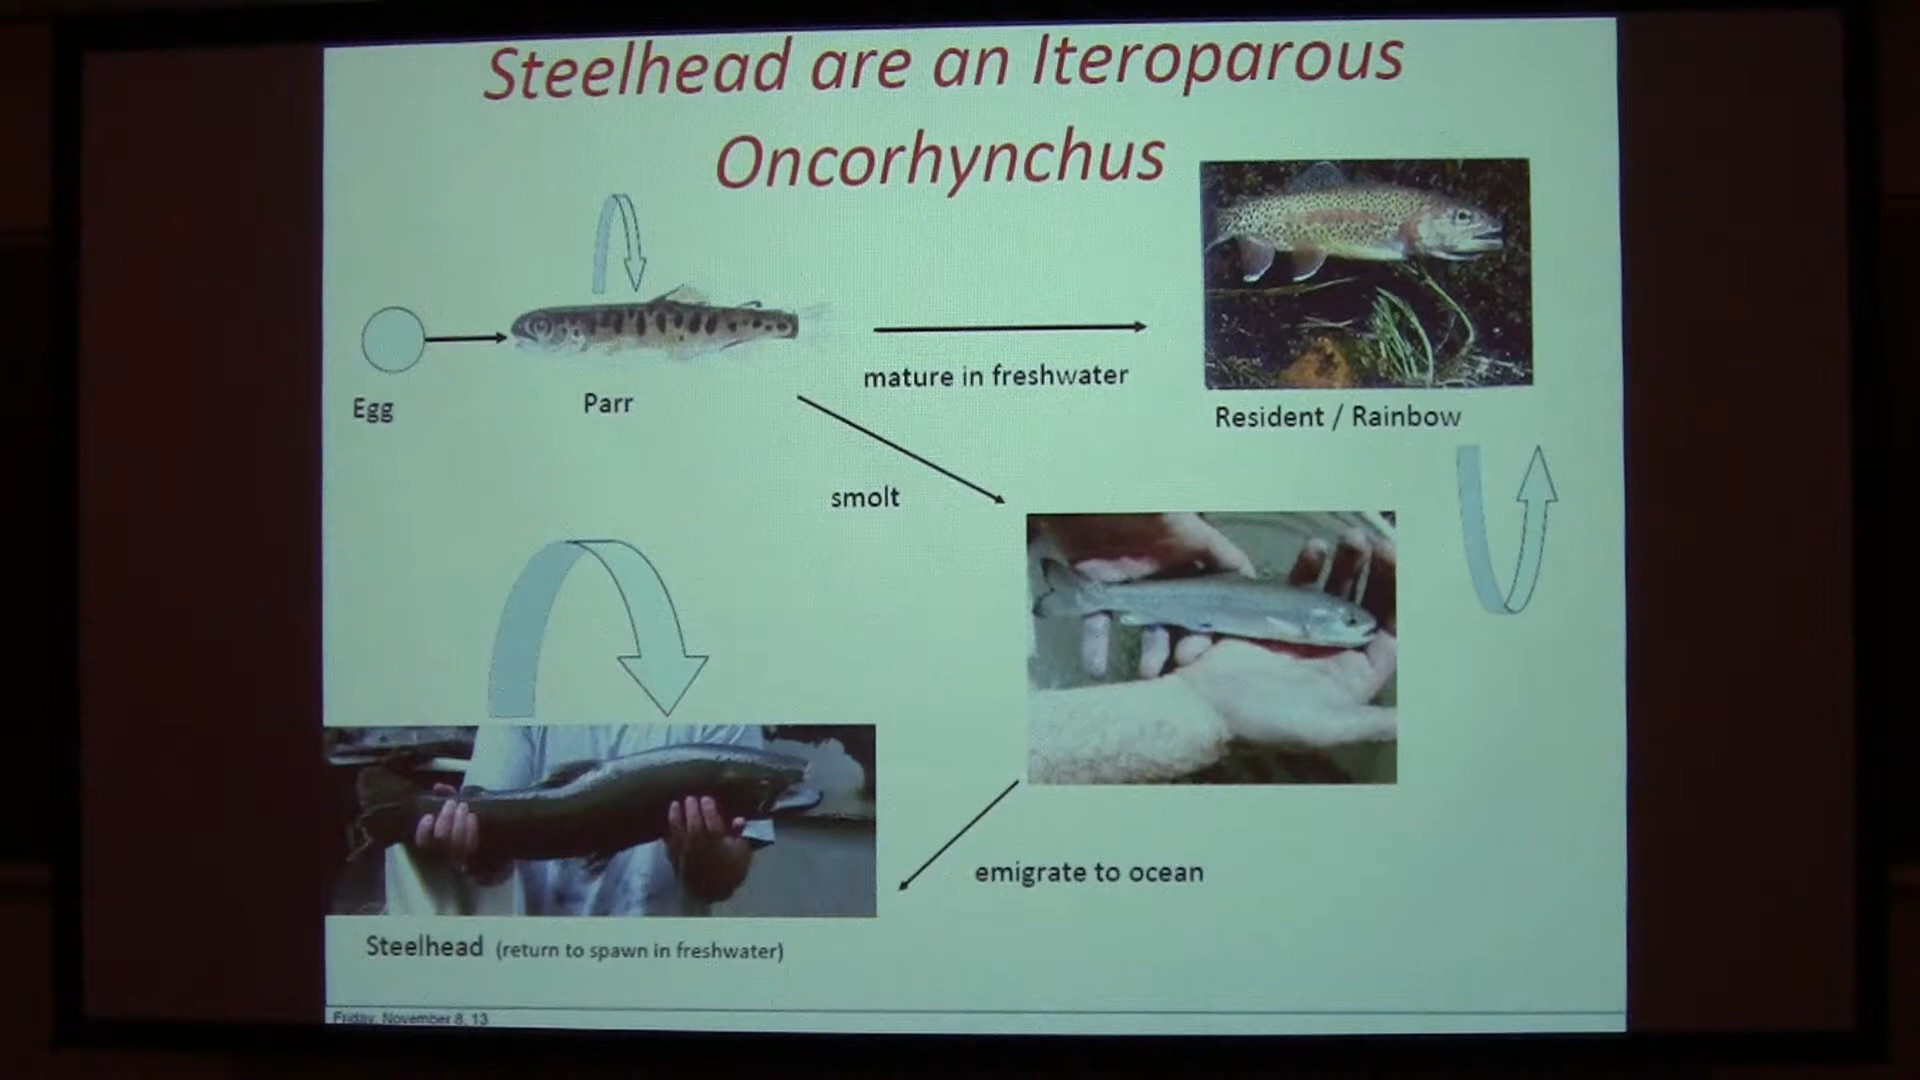 Steelhead are an Iteroparous
Oncorhynchus
Egg
Parr
mature in freshwater
Resident / Rainbow
smolt
emigrate to ocean
Steelhead (return to spawn in freshwater)
Friday, November 8, 13